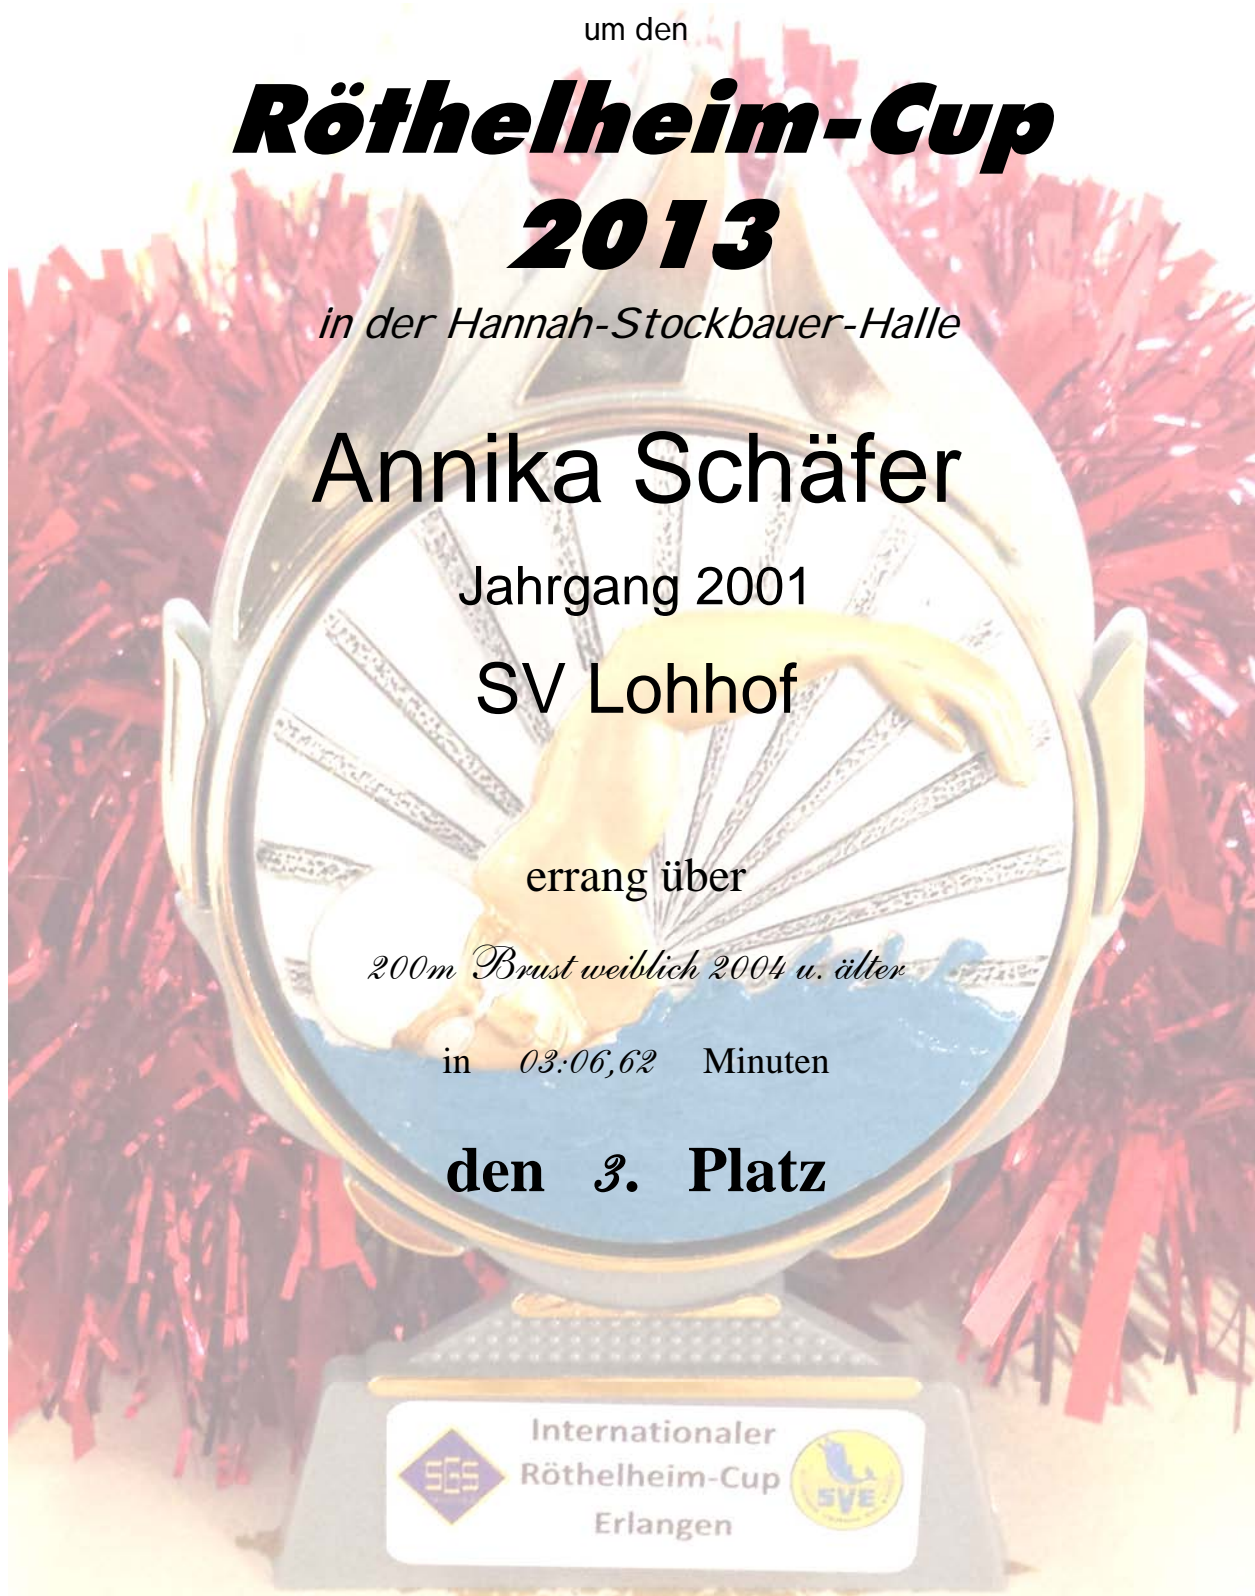 um den
Röthelheim-Cup
2013
in der Hannah-Stockbauer-Halle
Annika Schäfer
Jahrgang 2001
SV Lohhof
errang über
200m Brust weiblich 2004 u. älter
in 03:06,62 Minuten
den 3. Platz
Internationaler
SGS Röthelheim-Cup SVE
Erlangen